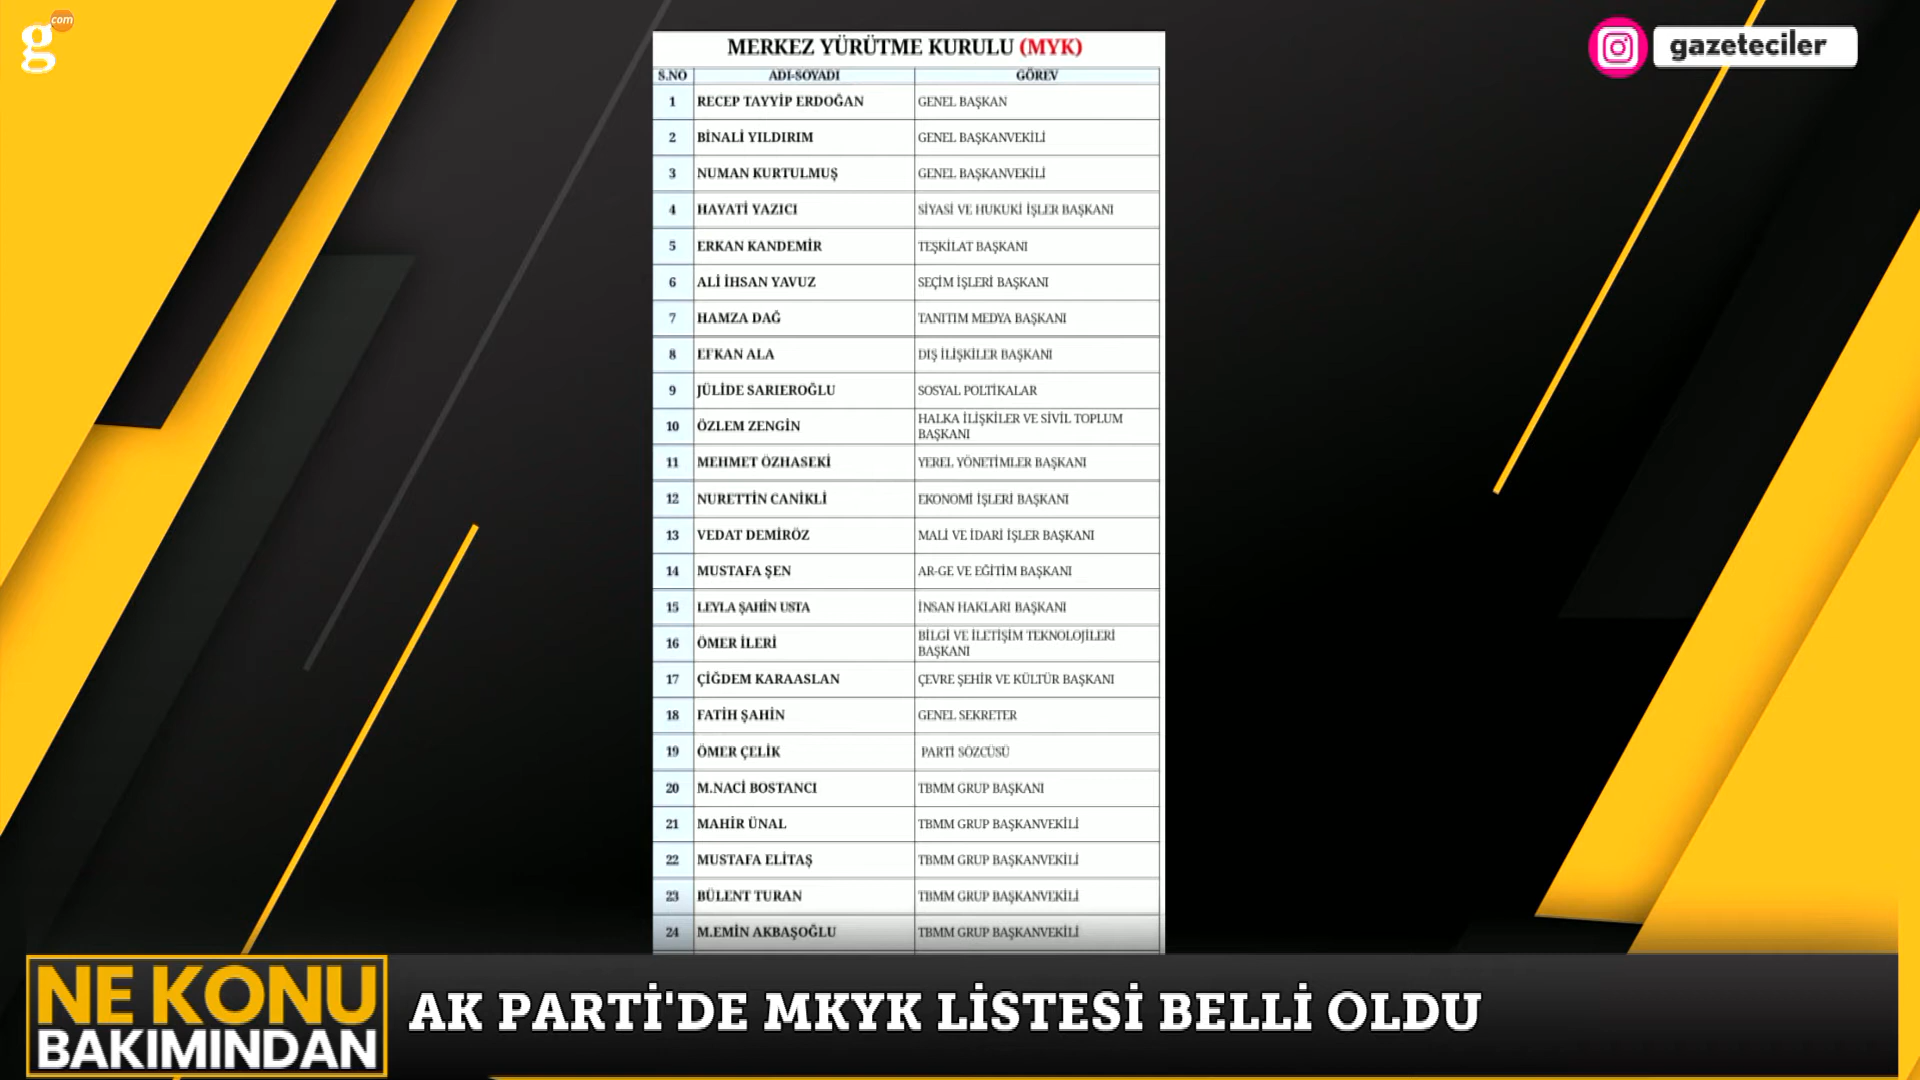 g.com
gazeteciler
MERKEZ YÜRÜTME KURULU (MYK)
S.NO ADI-SOYADI GÖREV
1 RECEP TAYYİP ERDOĞAN GENEL BAŞKAN
2 BİNALİ YILDIRIM GENEL BAŞKANVEKİLİ
3 NUMAN KURTULMUŞ GENEL BAŞKANVEKİLİ
4 HAYATİ YAZICI SİYASİ VE HUKUKİ İŞLER BAŞKANI
5 ERKAN KANDEMİR TEŞKİLAT BAŞKANI
6 ALİ İHSAN YAVUZ SEÇİM İŞLERİ BAŞKANI
7 HAMZA DAĞ TANITIM MEDYA BAŞKANI
8 EFKAN ALA DIŞ İLİŞKİLER BAŞKANI
9 JÜLİDE SARIEROĞLU SOSYAL POLTİKALAR
10 ÖZLEM ZENGİN HALKA İLİŞKİLER VE SİVİL TOPLUM
BAŞKANI
11 MEHMET ÖZHASEKİ YEREL YÖNETİMLER BAŞKANI
12 NURETTİN CANİKLİ EKONOMİ İŞLERİ BAŞKANI
13 VEDAT DEMİRÖZ MALİ VE İDARİ İŞLER BAŞKANI
14 MUSTAFA ŞEN AR-GE VE EĞİTİM BAŞKANI
15 LEYLA ŞAHİN USTA İNSAN HAKLARI BAŞKANI
16 ÖMER İLERİ BİLGİ VE İLETİŞİM TEKNOLOJİLERİ
BAŞKANI
17 ÇİĞDEM KARAASLAN ÇEVRE ŞEHİR VE KÜLTÜR BAŞKANI
18 FATİH ŞAHİN GENEL SEKRETER
19 ÖMER ÇELİK PARTİ SÖZCÜSÜ
20 M.NACİ BOSTANCI TBMM GRUP BAŞKANI
21 MAHİR ÜNAL TBMM GRUP BAŞKANVEKİLİ
22 MUSTAFA ELİTAŞ TBMM GRUP BAŞKANVEKİLİ
23 BÜLENT TURAN TBMM GRUP BAŞKANVEKİLİ
24 M.EMİN AKBAŞOĞLU TBMM GRUP BAŞKANVEKİLİ
NE KONU
BAKIMINDAN
AK PARTİ'DE MKYK LİSTESİ BELLİ OLDU